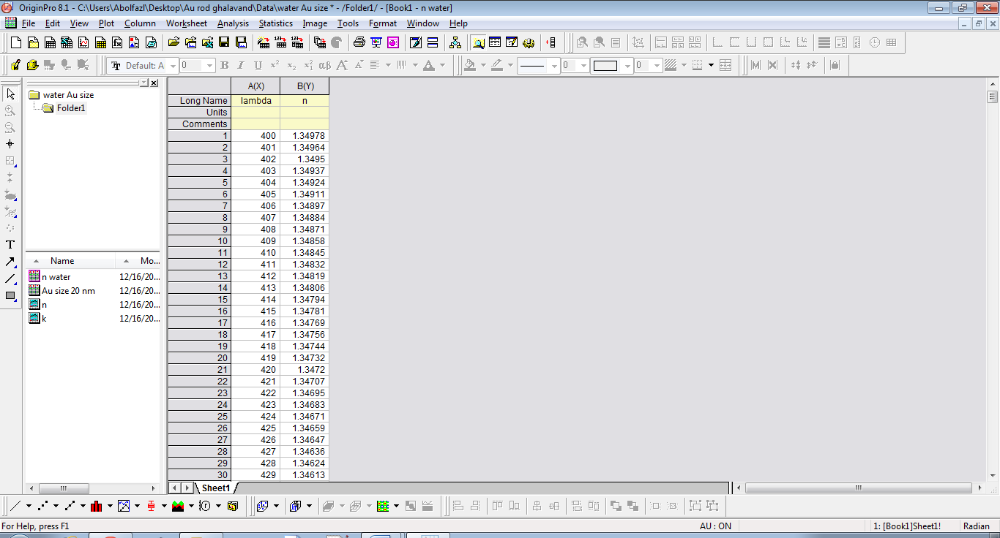 OriginPro 8.1 - C:\Users\Abolfazl\Desktop\Au rod ghalavand\Data\water Au size * - /Folder1/ - [Book1 - n water]
File Edit View Plot Column Worksheet Analysis Statistics Image Tools Format Window Help
Default: A 0 B I U x² x₂ αβ A A A 0 0
water Au size
Folder1
Name Mo...
n water 12/16/20...
Au size 20 nm 12/16/20...
n 12/16/20...
k 12/16/20...
A(X) B(Y)
Long Name lambda n
Units
Comments
1 400 1.34978
2 401 1.34964
3 402 1.3495
4 403 1.34937
5 404 1.34924
6 405 1.34911
7 406 1.34897
8 407 1.34884
9 408 1.34871
10 409 1.34858
11 410 1.34845
12 411 1.34832
13 412 1.34819
14 413 1.34806
15 414 1.34794
16 415 1.34781
17 416 1.34769
18 417 1.34756
19 418 1.34744
20 419 1.34732
21 420 1.3472
22 421 1.34707
23 422 1.34695
24 423 1.34683
25 424 1.34671
26 425 1.34659
27 426 1.34647
28 427 1.34636
29 428 1.34624
30 429 1.34613
Sheet1
For Help, press F1 AU : ON 1: [Book1]Sheet1! Radian